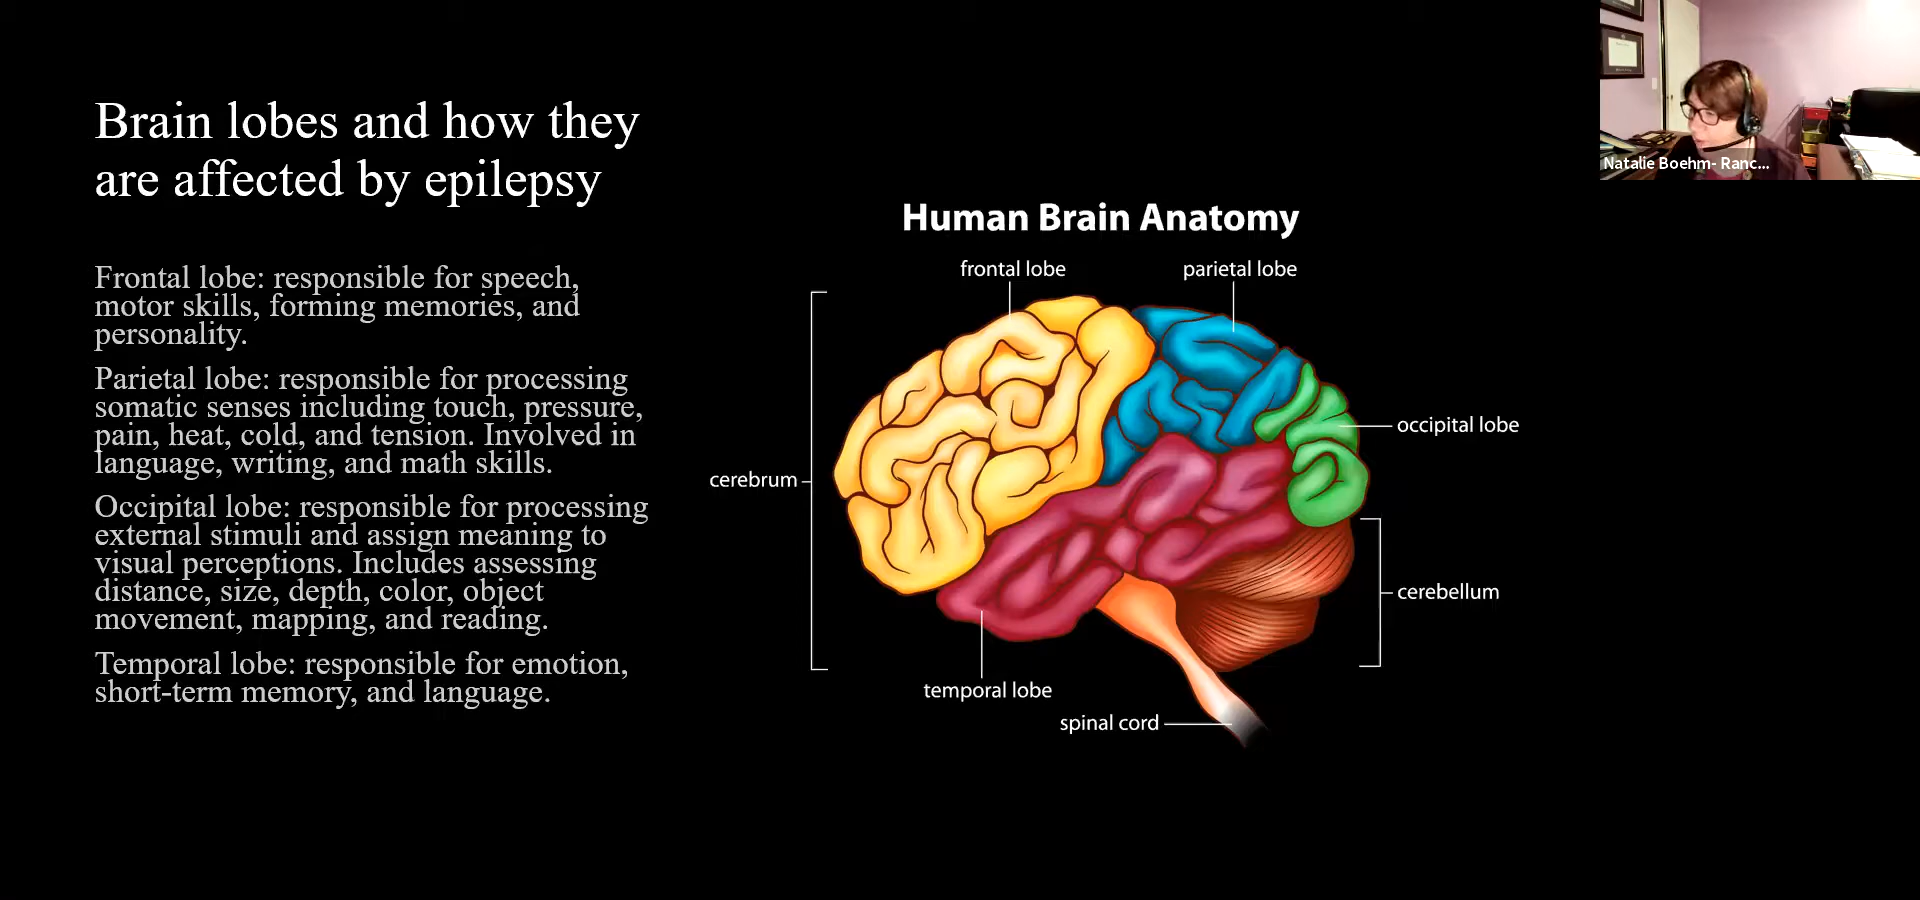 Brain lobes and how they
are affected by epilepsy
Frontal lobe: responsible for speech,
motor skills, forming memories, and
personality.
Parietal lobe: responsible for processing
somatic senses including touch, pressure,
pain, heat, cold, and tension. Involved in
language, writing, and math skills.
Occipital lobe: responsible for processing
external stimuli and assign meaning to
visual perceptions. Includes assessing
distance, size, depth, color, object
movement, mapping, and reading.
Temporal lobe: responsible for emotion,
short-term memory, and language.
Human Brain Anatomy
frontal lobe
parietal lobe
occipital lobe
cerebrum
cerebellum
temporal lobe
spinal cord
Natalie Boehm- Ranc...